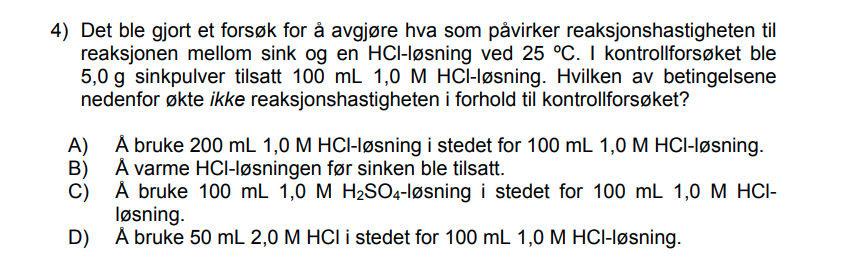 4) Det ble gjort et forsøk for å avgjøre hva som påvirker reaksjonshastigheten til
reaksjonen mellom sink og en HCl-løsning ved 25 ºC. I kontrollforsøket ble
5,0 g sinkpulver tilsatt 100 mL 1,0 M HCl-løsning. Hvilken av betingelsene
nedenfor økte ikke reaksjonshastigheten i forhold til kontrollforsøket?
A) Å bruke 200 mL 1,0 M HCl-løsning i stedet for 100 mL 1,0 M HCl-løsning.
B) Å varme HCl-løsningen før sinken ble tilsatt.
C) Å bruke 100 mL 1,0 M H₂SO₄-løsning i stedet for 100 mL 1,0 M HCl-
løsning.
D) Å bruke 50 mL 2,0 M HCl i stedet for 100 mL 1,0 M HCl-løsning.